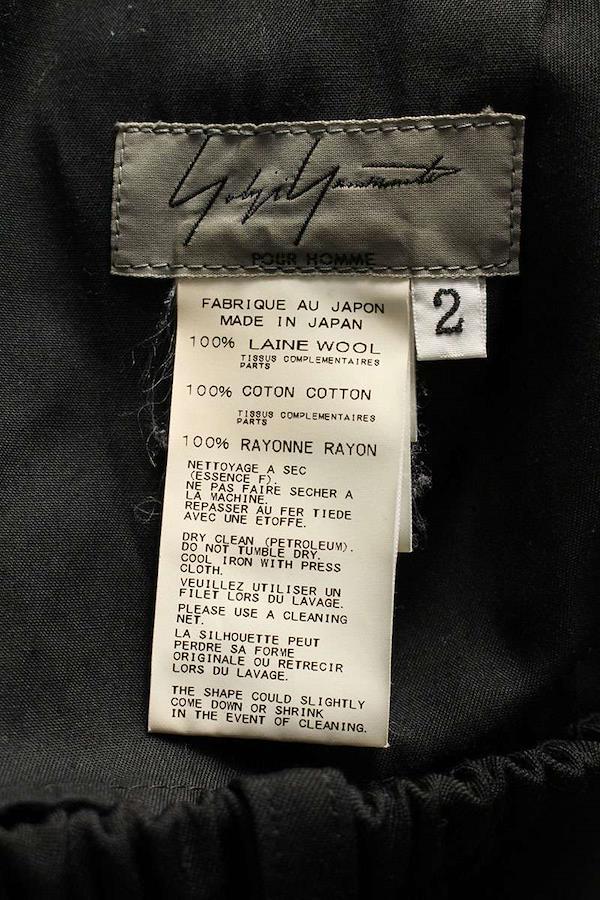 Yohji Yamamoto
POUR HOMME
2
FABRIQUE AU JAPON
MADE IN JAPAN
100% LAINE WOOL
TISSUS COMPLEMENTAIRES
PARTS
100% COTON COTTON
TISSUS COMPLEMENTAIRES
PARTS
100% RAYONNE RAYON
NETTOYAGE A SEC
(ESSENCE F).
NE PAS FAIRE SECHER A
LA MACHINE.
REPASSER AU FER TIEDE
AVEC UNE ETOFFE.
DRY CLEAN (PETROLEUM).
DO NOT TUMBLE DRY.
COOL IRON WITH PRESS
CLOTH.
VEUILLEZ UTILISER UN
FILET LORS DU LAVAGE.
PLEASE USE A CLEANING
NET.
LA SILHOUETTE PEUT
PERDRE SA FORME
ORIGINALE OU RETRECIR
LORS DU LAVAGE.
THE SHAPE COULD SLIGHTLY
COME DOWN OR SHRINK
IN THE EVENT OF CLEANING.